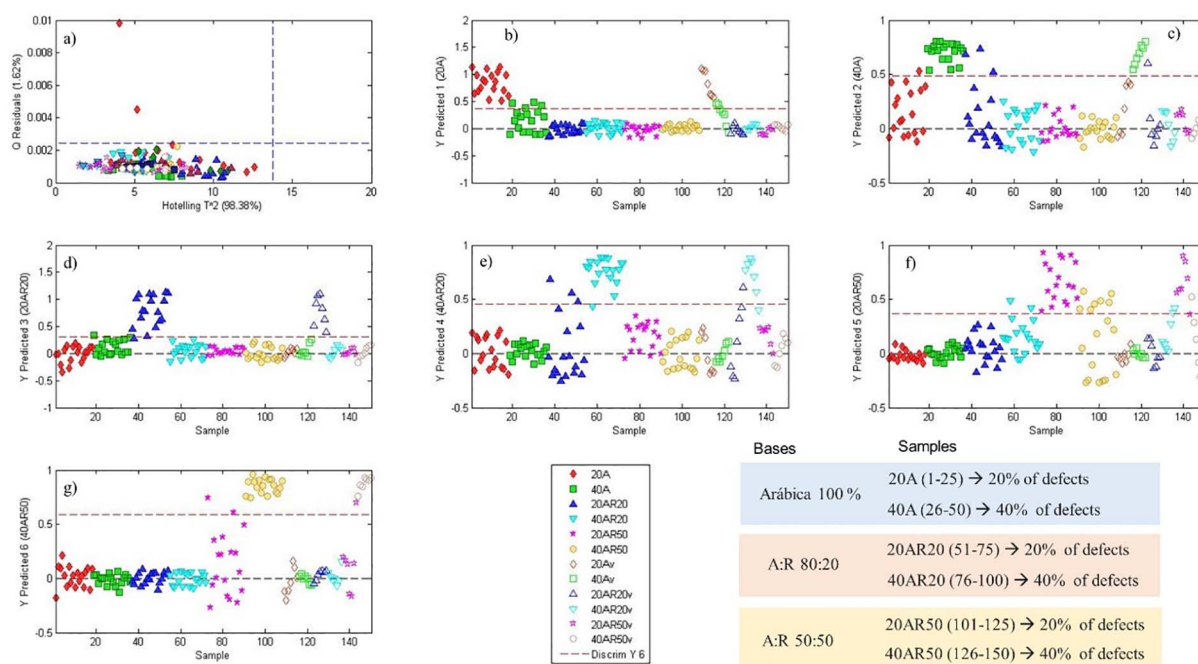 a)
0.01
0.008
0.006
0.004
0.002
0
Q Residuals (1.62%)
0 5 10 15 20
Hotelling T^2 (98.38%)
b)
2
1.5
1
0.5
0
-0.5
-1
Y Predicted 1 (20A)
20 40 60 80 100 120 140
Sample
c)
1
0.5
0
-0.5
Y Predicted 2 (40A)
20 40 60 80 100 120 140
Sample
d)
2
1.5
1
0.5
0
-0.5
-1
Y Predicted 3 (20AR20)
20 40 60 80 100 120 140
Sample
e)
1
0.5
0
-0.5
Y Predicted 4 (40AR20)
20 40 60 80 100 120 140
Sample
f)
1
0.5
0
-0.5
Y Predicted 5 (20AR50)
20 40 60 80 100 120 140
Sample
g)
1
0.5
0
-0.5
Y Predicted 6 (40AR50)
20 40 60 80 100 120 140
Sample
20A
40A
20AR20
40AR20
20AR50
40AR50
20Av
40Av
20AR20v
40AR20v
20AR50v
40AR50v
Discrim Y 6
Bases Samples
Arábica 100 %
20A (1-25) → 20% of defects
40A (26-50) → 40% of defects
A:R 80:20
20AR20 (51-75) → 20% of defects
40AR20 (76-100) → 40% of defects
A:R 50:50
20AR50 (101-125) → 20% of defects
40AR50 (126-150) → 40% of defects